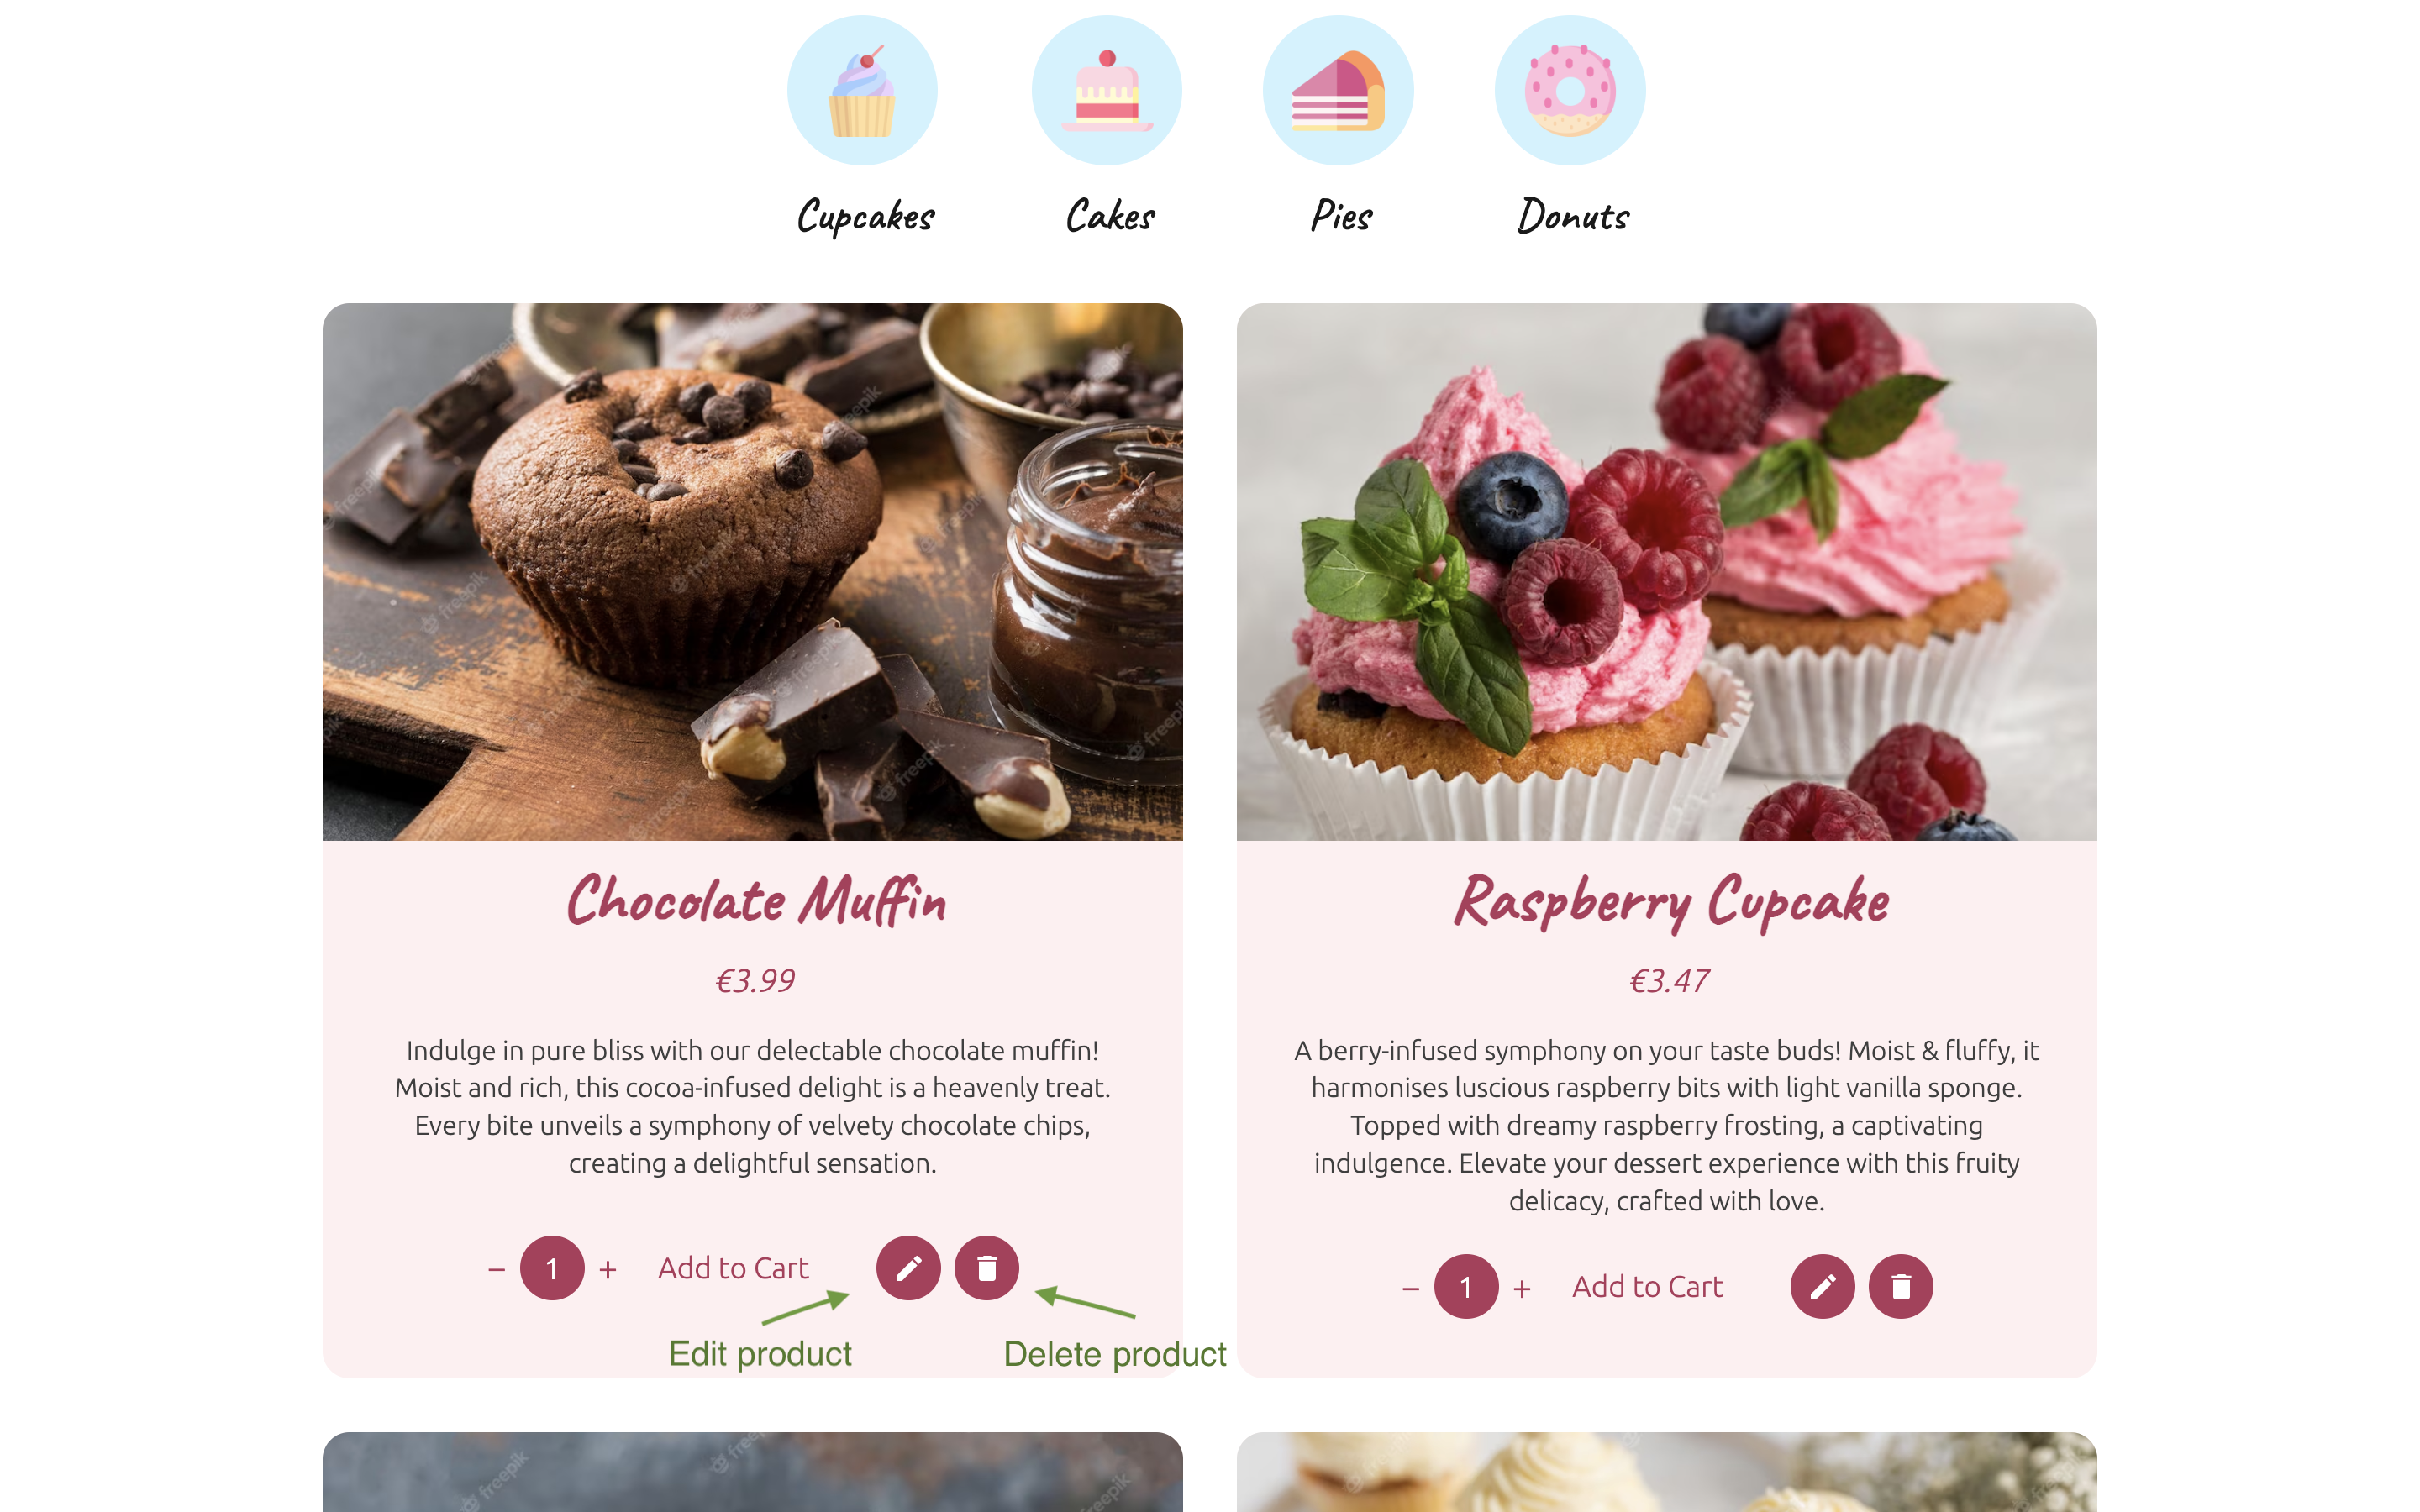 Cupcakes
Cakes
Pies
Donuts
Chocolate Muffin
€3.99
Indulge in pure bliss with our delectable chocolate muffin!
Moist and rich, this cocoa-infused delight is a heavenly treat.
Every bite unveils a symphony of velvety chocolate chips,
creating a delightful sensation.
– 1 + Add to Cart
Edit product
Delete product
Raspberry Cupcake
€3.47
A berry-infused symphony on your taste buds! Moist & fluffy, it
harmonises luscious raspberry bits with light vanilla sponge.
Topped with dreamy raspberry frosting, a captivating
indulgence. Elevate your dessert experience with this fruity
delicacy, crafted with love.
– 1 + Add to Cart
freepik